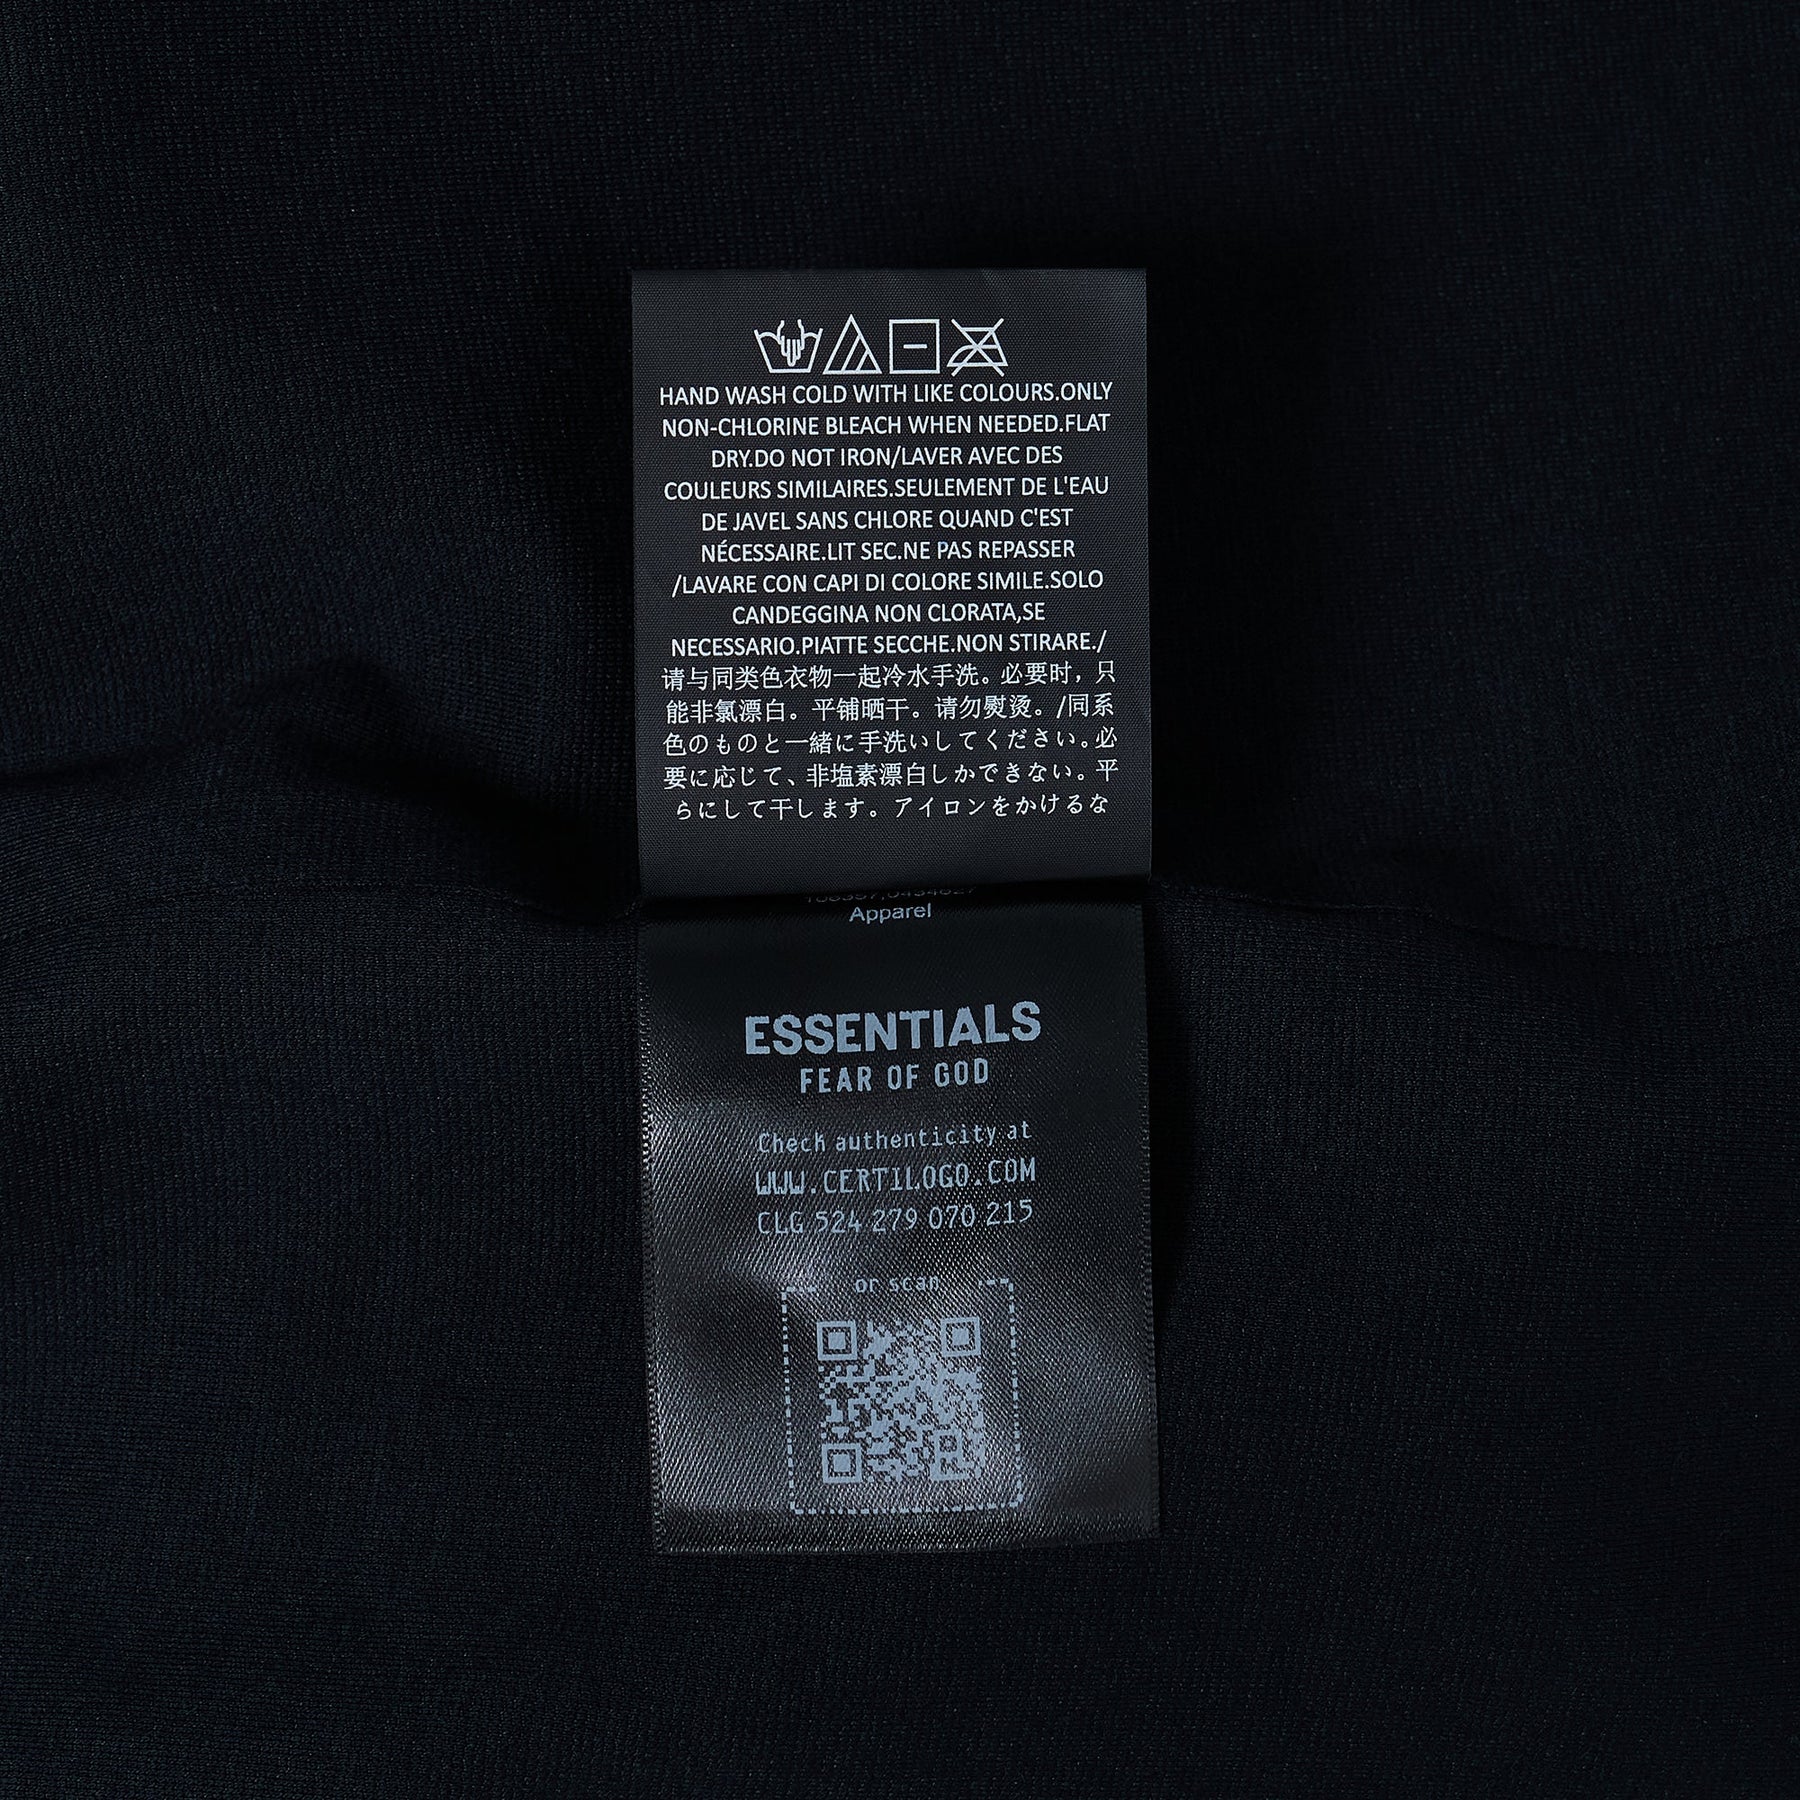 HAND WASH COLD WITH LIKE COLOURS.ONLY
NON-CHLORINE BLEACH WHEN NEEDED.FLAT
DRY.DO NOT IRON/LAVER AVEC DES
COULEURS SIMILAIRES.SEULEMENT DE L'EAU
DE JAVEL SANS CHLORE QUAND C'EST
NÉCESSAIRE.LIT SEC.NE PAS REPASSER
/LAVARE CON CAPI DI COLORE SIMILE.SOLO
CANDEGGINA NON CLORATA,SE
NECESSARIO.PIATTE SECCHE.NON STIRARE./
请与同类色衣物一起冷水手洗。必要时，只
能非氯漂白。平铺晒干。请勿熨烫。/同系
色のものと一緒に手洗いしてください。必
要に応じて、非塩素漂白しかできない。平
らにして干します。アイロンをかけるな
Apparel
ESSENTIALS
FEAR OF GOD
Check authenticity at
WWW.CERTILOGO.COM
CLG 524 279 070 215
or scan